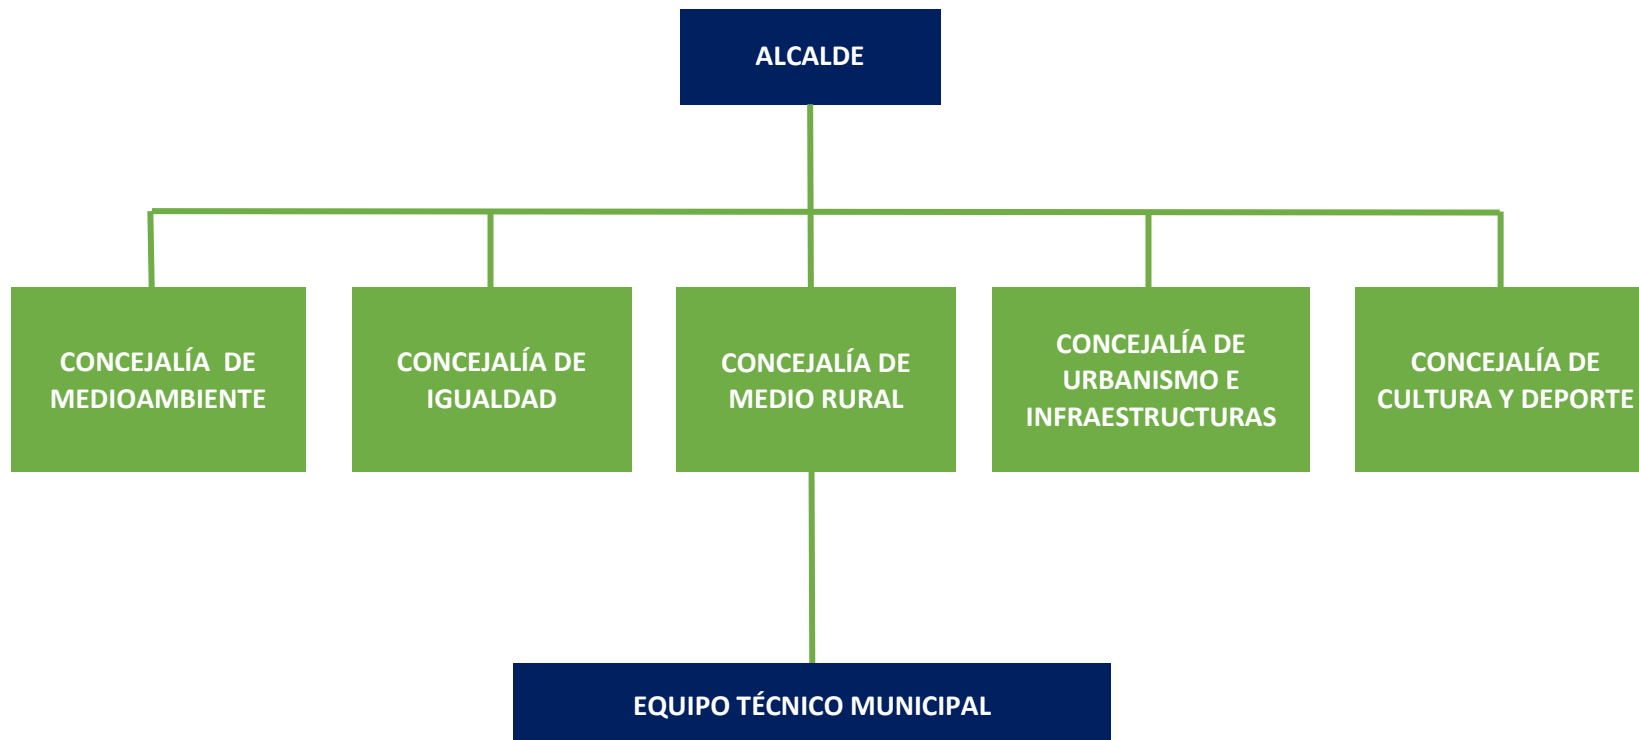 ALCALDE
CONCEJALÍA DE
MEDIOAMBIENTE
CONCEJALÍA DE
IGUALDAD
CONCEJALÍA DE
MEDIO RURAL
CONCEJALÍA DE
URBANISMO E
INFRAESTRUCTURAS
CONCEJALÍA DE
CULTURA Y DEPORTE
EQUIPO TÉCNICO MUNICIPAL